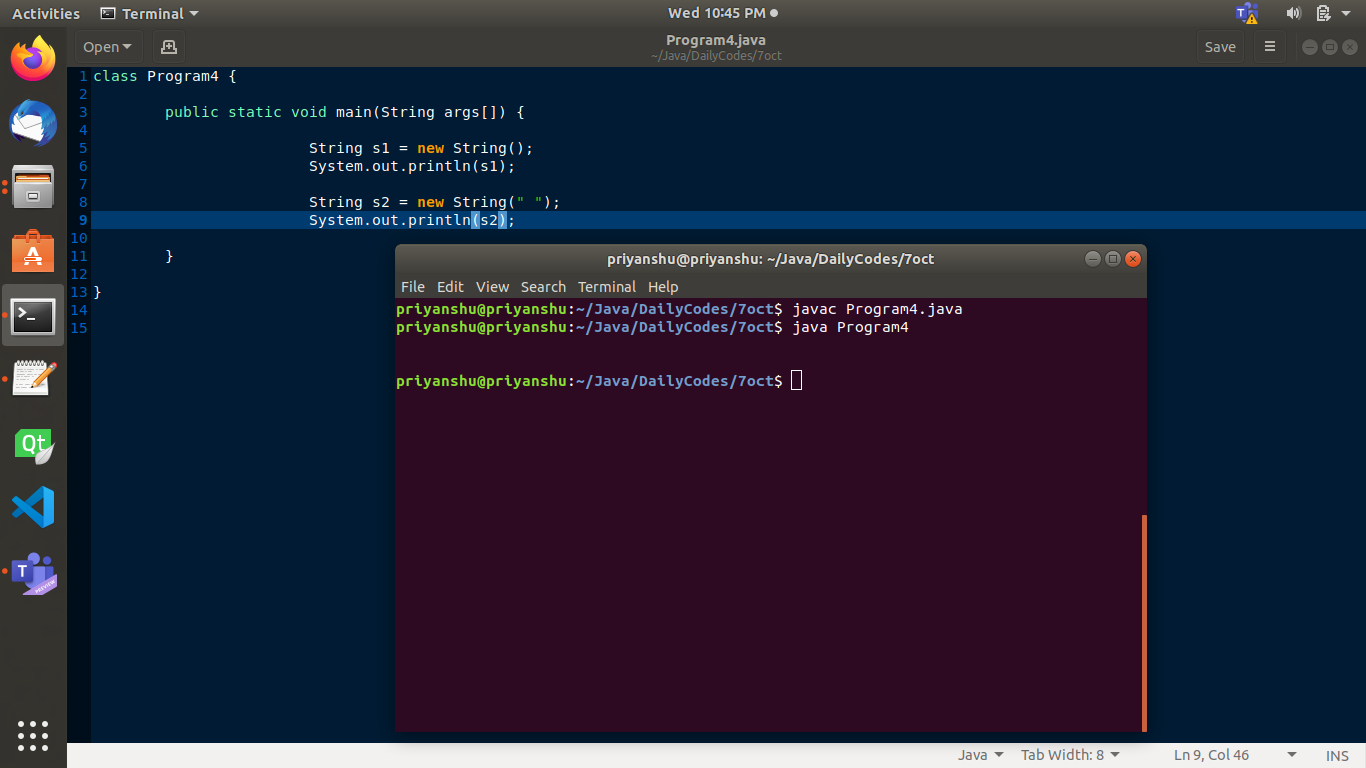 Activities Terminal Wed 10:45 PM
Open Program4.java Save
~/Java/DailyCodes/7oct
1 class Program4 {
2
3 public static void main(String args[]) {
4
5 String s1 = new String();
6 System.out.println(s1);
7
8 String s2 = new String(" ");
9 System.out.println(s2);
10
11 }
12
13 }
14
15
priyanshu@priyanshu: ~/Java/DailyCodes/7oct
File Edit View Search Terminal Help
priyanshu@priyanshu:~/Java/DailyCodes/7oct$ javac Program4.java
priyanshu@priyanshu:~/Java/DailyCodes/7oct$ java Program4
priyanshu@priyanshu:~/Java/DailyCodes/7oct$
Qt
T
PREVIEW
Java Tab Width: 8 Ln 9, Col 46 INS